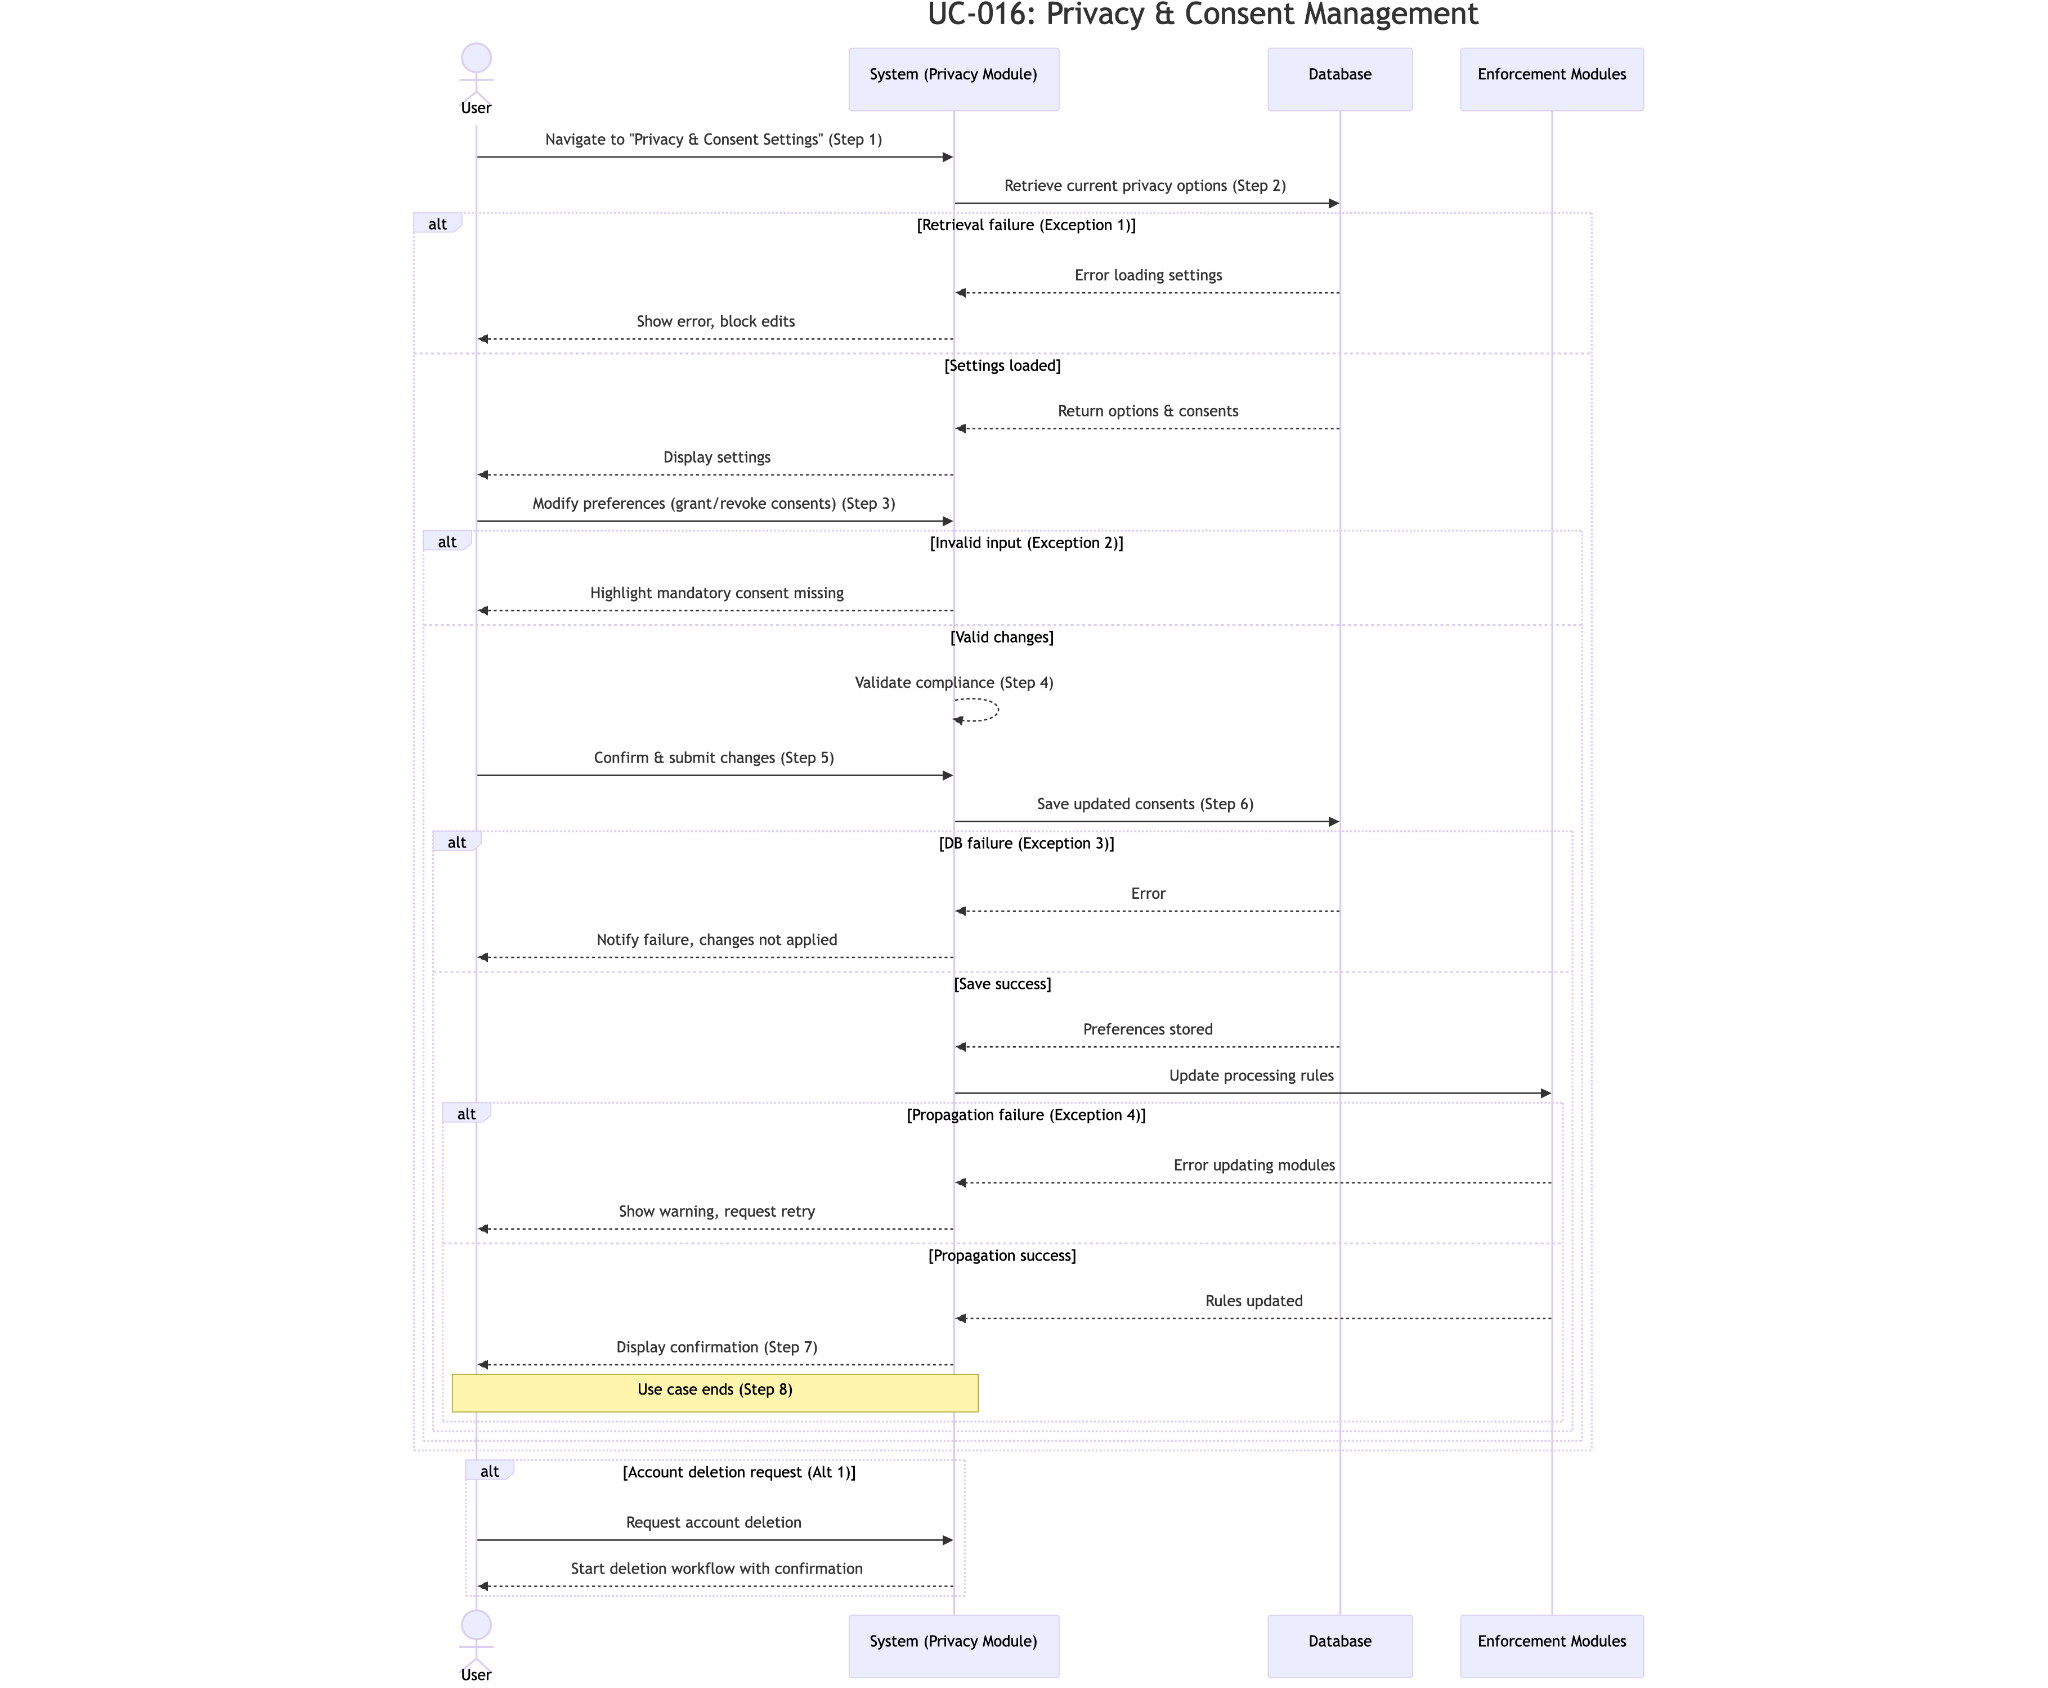 UC-016: Privacy & Consent Management
User
System (Privacy Module)
Database
Enforcement Modules
Navigate to "Privacy & Consent Settings" (Step 1)
Retrieve current privacy options (Step 2)
alt
[Retrieval failure (Exception 1)]
Error loading settings
Show error, block edits
[Settings loaded]
Return options & consents
Display settings
Modify preferences (grant/revoke consents) (Step 3)
alt
[Invalid input (Exception 2)]
Highlight mandatory consent missing
[Valid changes]
Validate compliance (Step 4)
Confirm & submit changes (Step 5)
Save updated consents (Step 6)
alt
[DB failure (Exception 3)]
Error
Notify failure, changes not applied
[Save success]
Preferences stored
Update processing rules
alt
[Propagation failure (Exception 4)]
Error updating modules
Show warning, request retry
[Propagation success]
Rules updated
Display confirmation (Step 7)
Use case ends (Step 8)
alt
[Account deletion request (Alt 1)]
Request account deletion
Start deletion workflow with confirmation
User
System (Privacy Module)
Database
Enforcement Modules